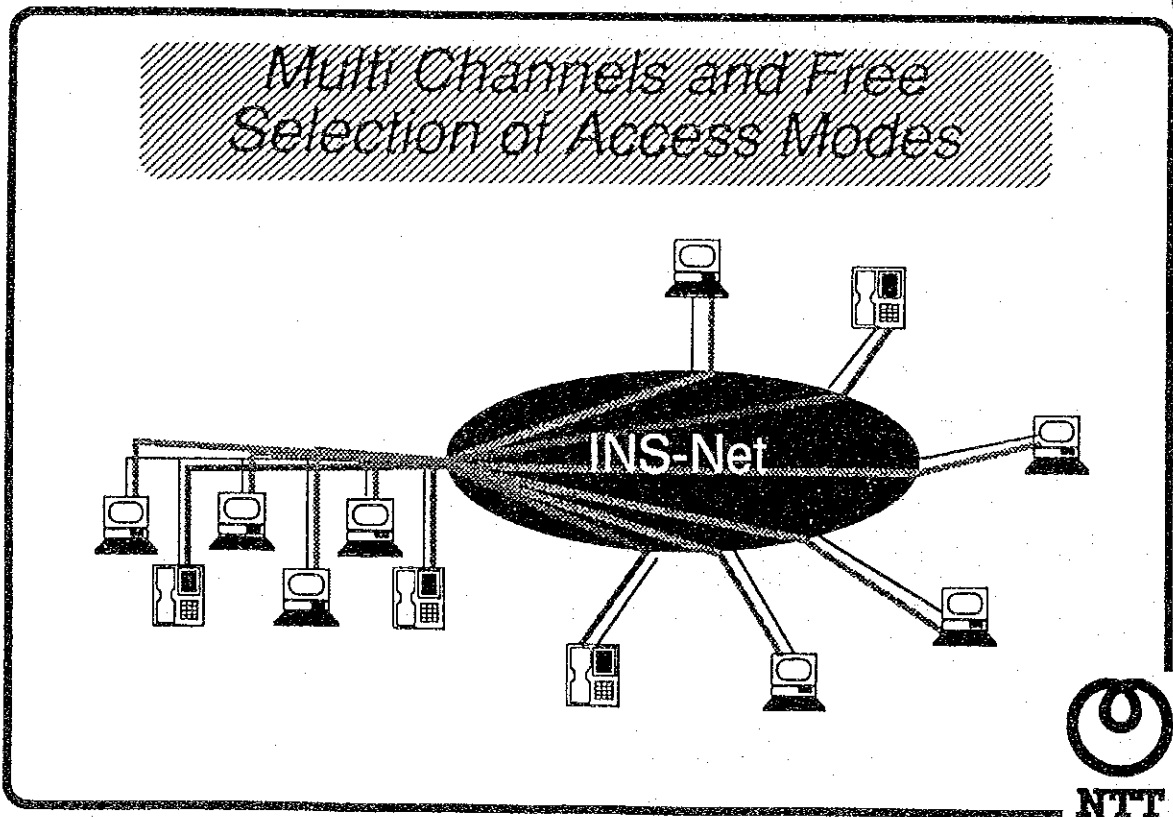 Multi Channels and Free
Selection of Access Modes
INS-Net
NTT